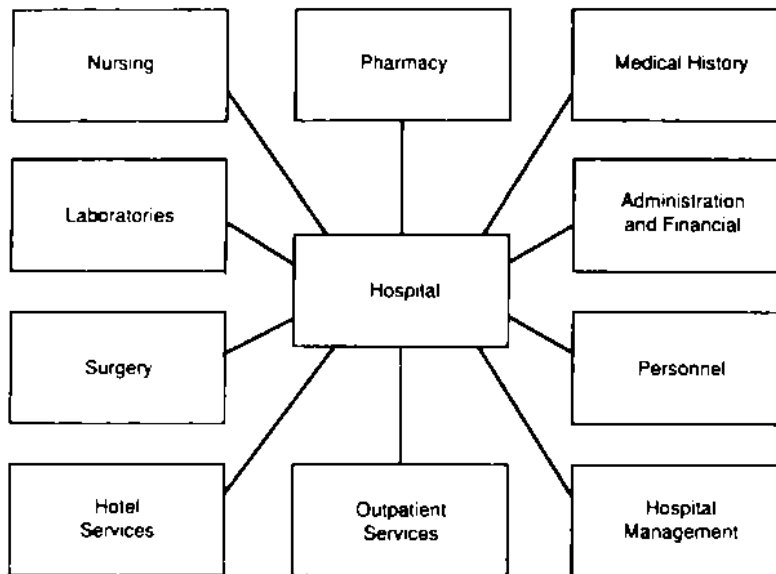 Nursing
Pharmacy
Medical History
Laboratories
Administration
and Financial
Hospital
Surgery
Personnel
Hotel
Services
Outpatient
Services
Hospital
Management